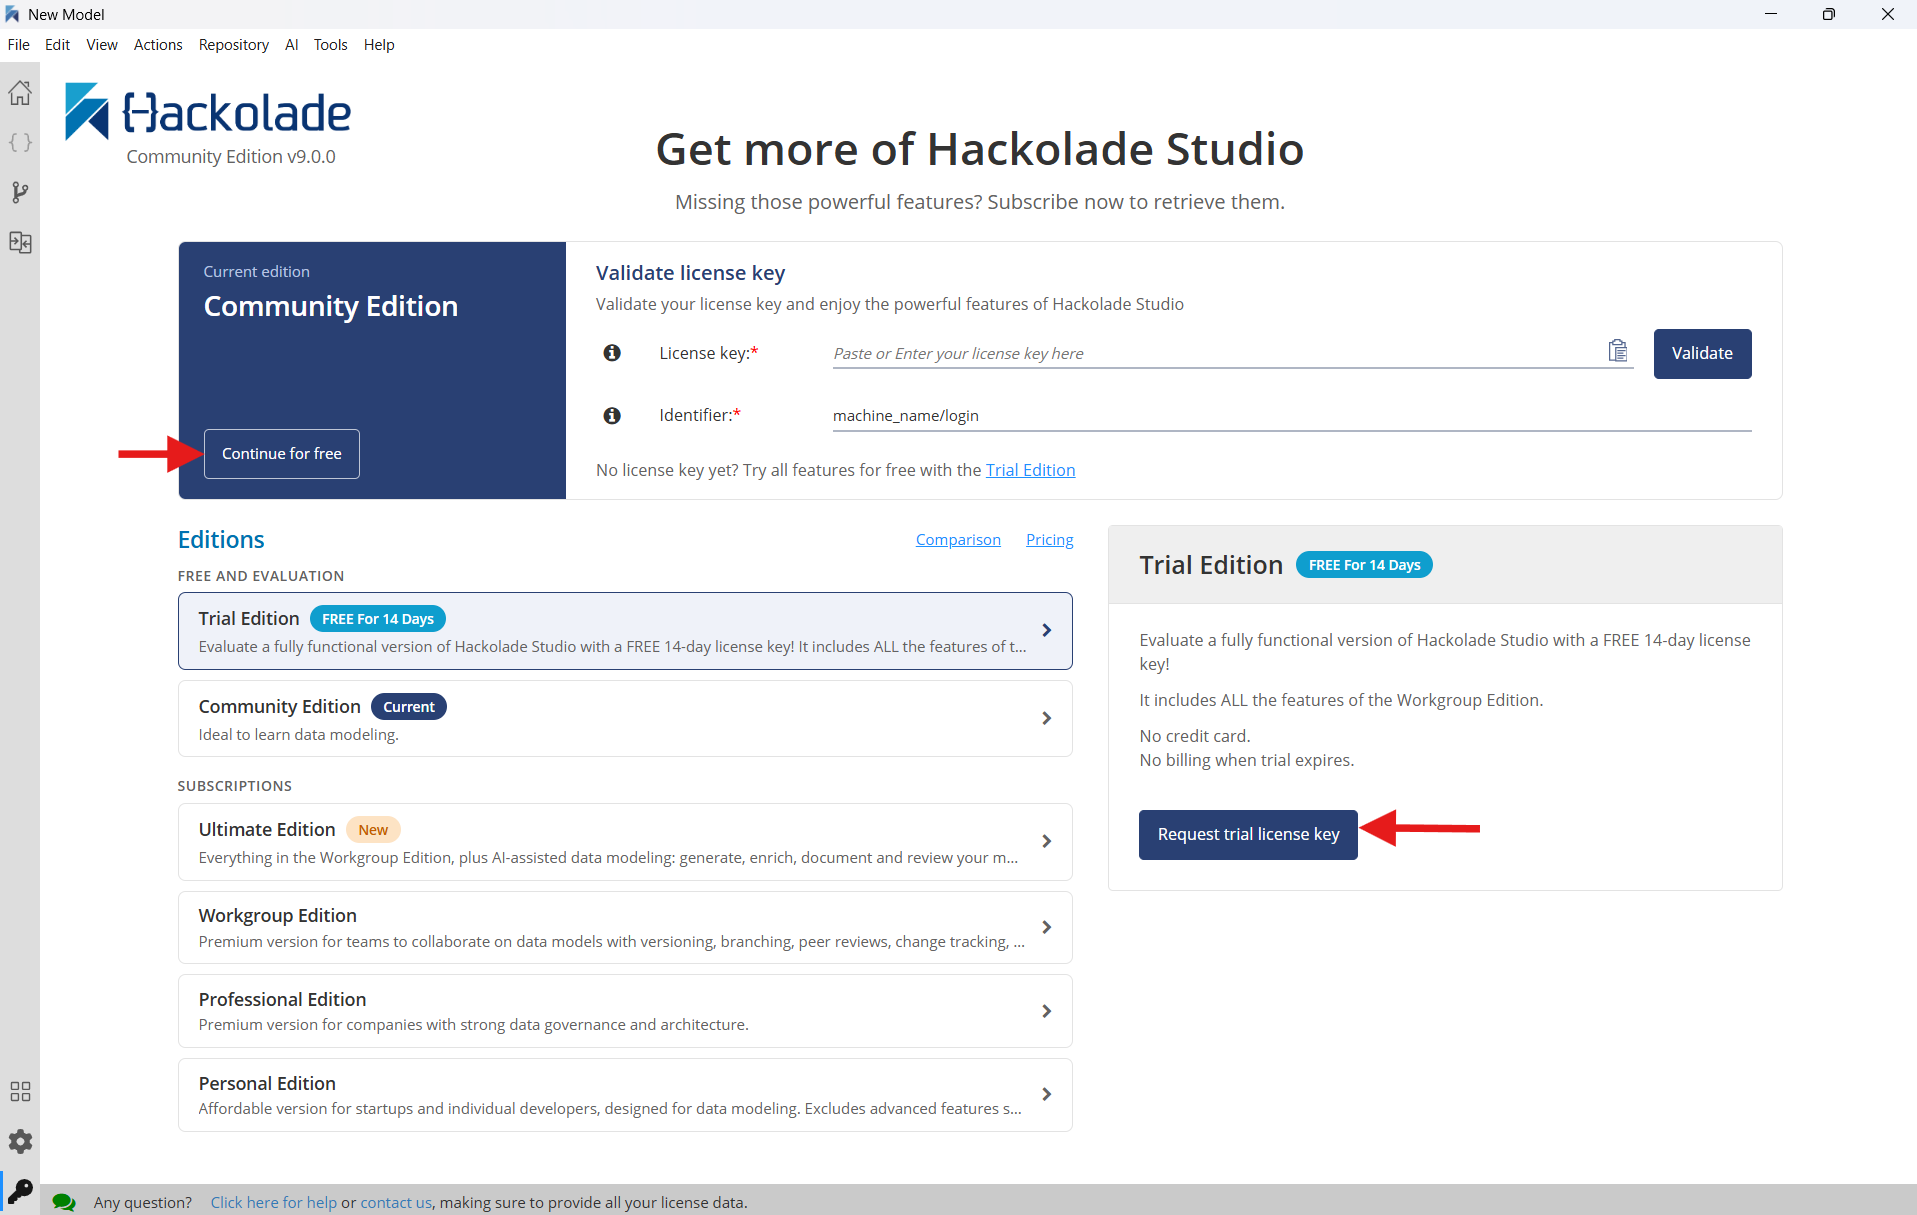 New Model
File Edit View Actions Repository AI Tools Help
Hackolade
Community Edition v9.0.0
Get more of Hackolade Studio
Missing those powerful features? Subscribe now to retrieve them.
Current edition
Community Edition
Continue for free
Validate license key
Validate your license key and enjoy the powerful features of Hackolade Studio
License key:*
Paste or Enter your license key here
Validate
Identifier:*
machine_name/login
No license key yet? Try all features for free with the Trial Edition
Editions
Comparison
Pricing
FREE AND EVALUATION
Trial Edition FREE For 14 Days
Evaluate a fully functional version of Hackolade Studio with a FREE 14-day license key! It includes ALL the features of t...
Community Edition Current
Ideal to learn data modeling.
SUBSCRIPTIONS
Ultimate Edition New
Everything in the Workgroup Edition, plus AI-assisted data modeling: generate, enrich, document and review your m...
Workgroup Edition
Premium version for teams to collaborate on data models with versioning, branching, peer reviews, change tracking, ...
Professional Edition
Premium version for companies with strong data governance and architecture.
Personal Edition
Affordable version for startups and individual developers, designed for data modeling. Excludes advanced features s...
Trial Edition FREE For 14 Days
Evaluate a fully functional version of Hackolade Studio with a FREE 14-day license
key!
It includes ALL the features of the Workgroup Edition.
No credit card.
No billing when trial expires.
Request trial license key
Any question? Click here for help or contact us, making sure to provide all your license data.